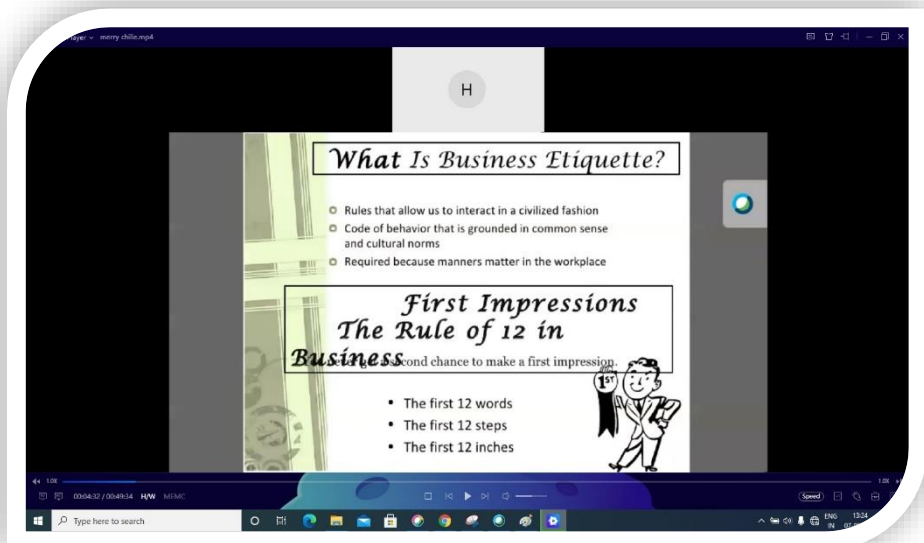 ayer merry chille.mp4
H
What Is Business Etiquette?
Rules that allow us to interact in a civilized fashion
Code of behavior that is grounded in common sense
and cultural norms
Required because manners matter in the workplace
First Impressions
The Rule of 12 in
Business
second chance to make a first impression.
1ST
• The first 12 words
• The first 12 steps
• The first 12 inches
1.0X 1.0X
00:04:32 / 00:49:34 H/W MEMC Speed
Type here to search
ENG 13:24
IN